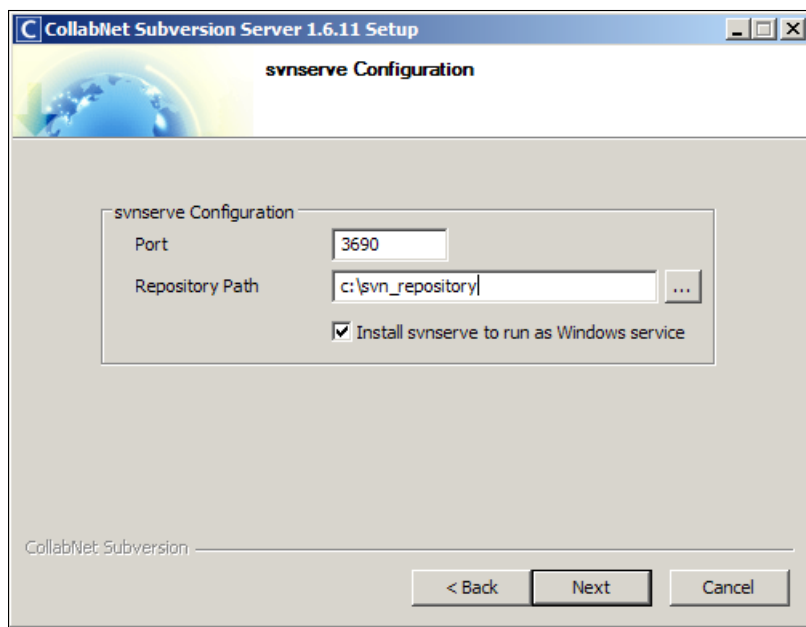 CollabNet Subversion Server 1.6.11 Setup
svnserve Configuration
svnserve Configuration
Port 3690
Repository Path c:\svn_repository ...
Install svnserve to run as Windows service
CollabNet Subversion
< Back Next Cancel